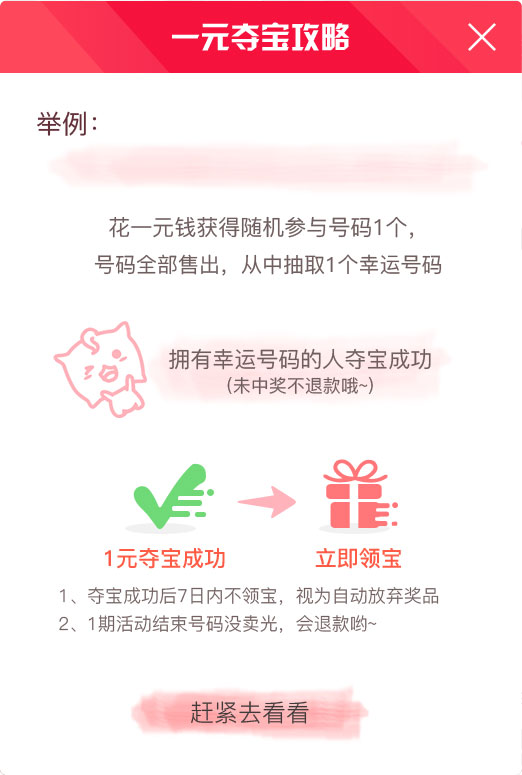 一元夺宝攻略
举例：
花一元钱获得随机参与号码1个，
号码全部售出，从中抽取1个幸运号码
拥有幸运号码的人夺宝成功
（未中奖不退款哦~）
1元夺宝成功
立即领宝
1、夺宝成功后7日内不领宝，视为自动放弃奖品
2、1期活动结束号码没卖光，会退款哟~
赶紧去看看